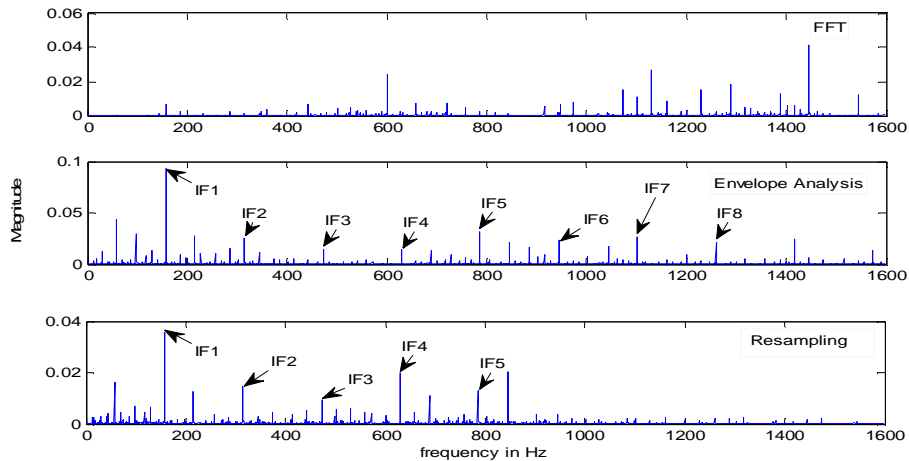 0.06
0.04
0.02
0
FFT
0 200 400 600 800 1000 1200 1400 1600
Magnitude
0.1
0.05
0
IF1
IF2
IF3
IF4
IF5
IF6
IF7
IF8
Envelope Analysis
0 200 400 600 800 1000 1200 1400 1600
0.04
0.02
0
IF1
IF2
IF3
IF4
IF5
Resampling
0 200 400 600 800 1000 1200 1400 1600
frequency in Hz